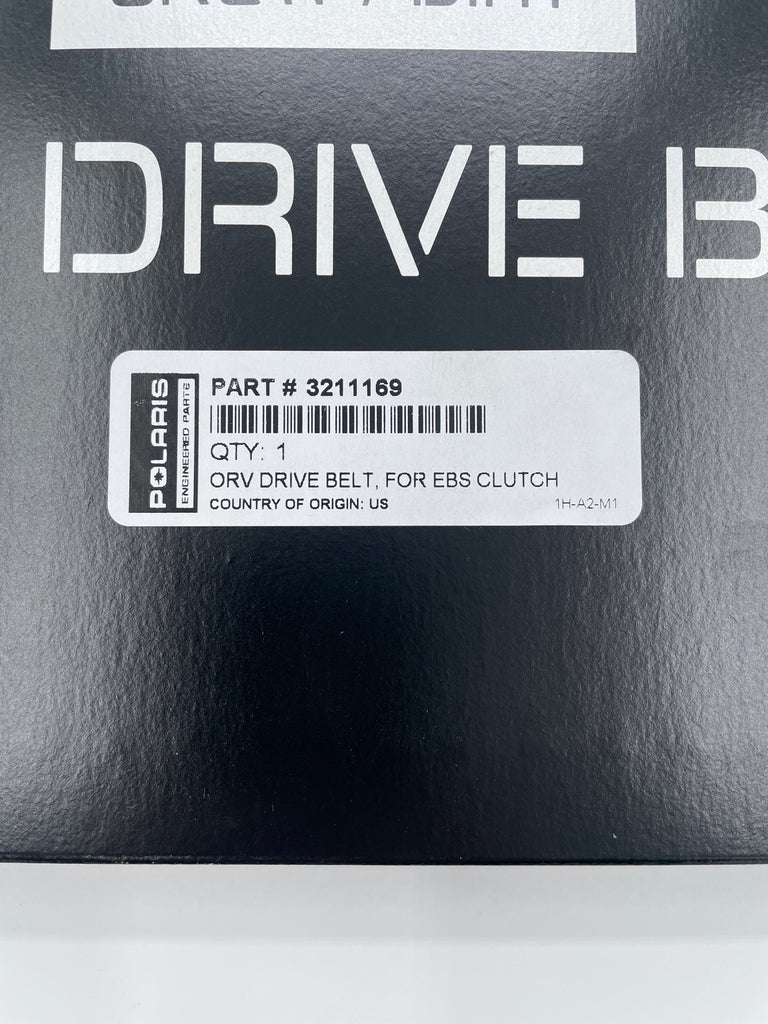 DRIVE B
POLARIS
ENGINEERED PARTS
PART # 3211169
QTY: 1
ORV DRIVE BELT, FOR EBS CLUTCH
COUNTRY OF ORIGIN: US
1H-A2-M1